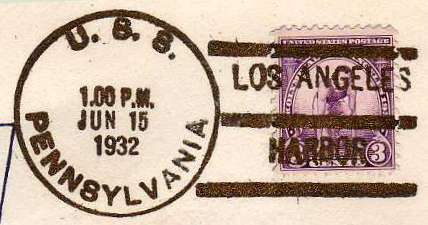 U. S. S.
1.00 P.M.
JUN 15
1932
PENNSYLVANIA
LOS ANGELES
HARBOR
UNITED STATES POSTAGE
3